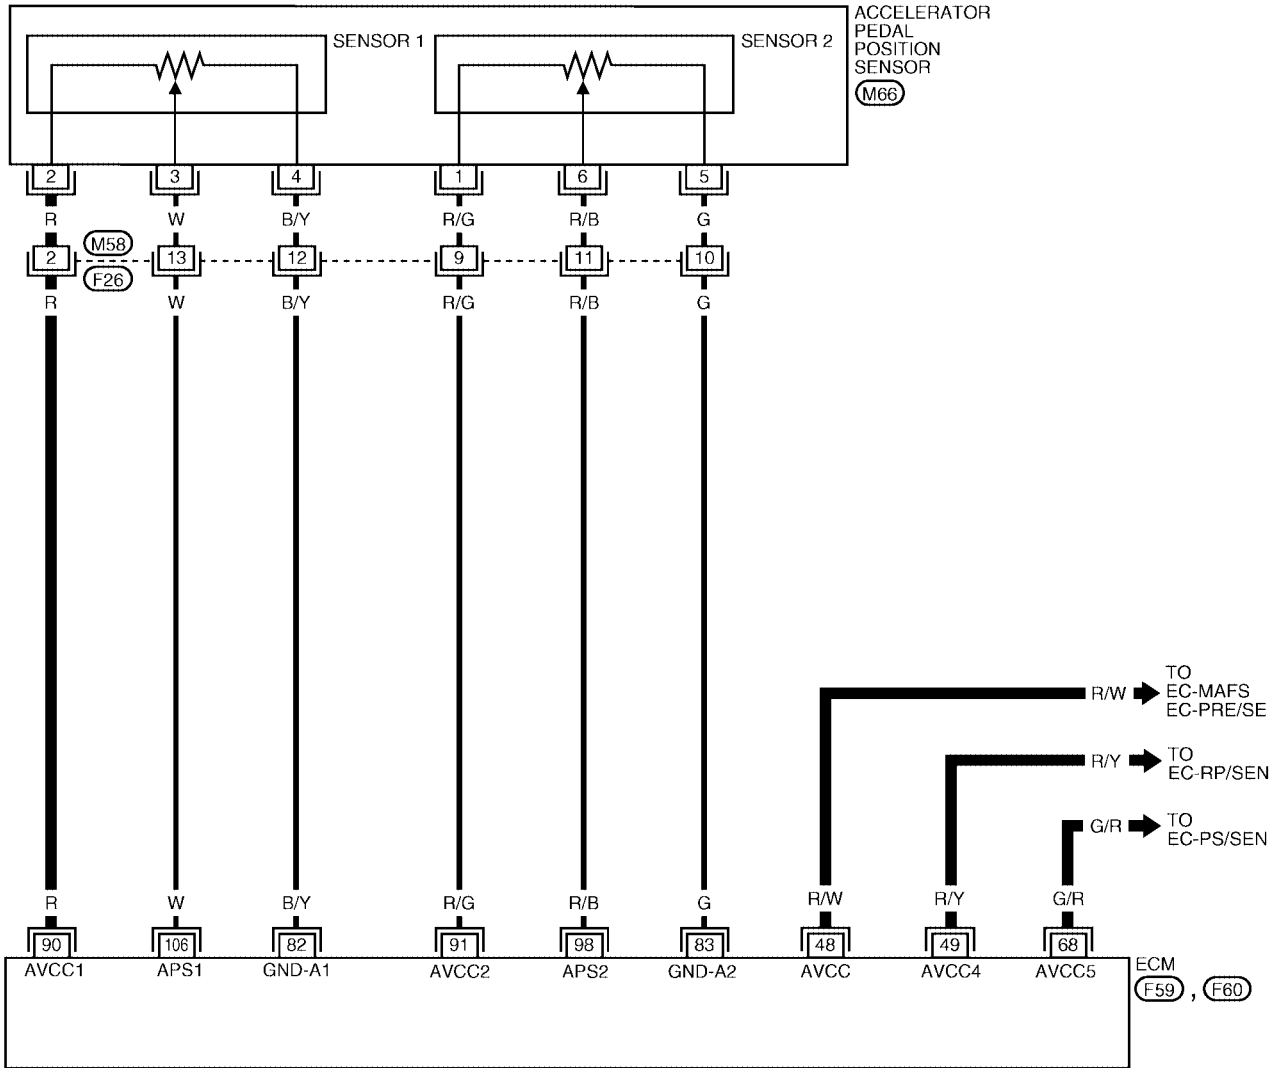 ACCELERATOR
PEDAL
POSITION
SENSOR
M66
SENSOR 1
SENSOR 2
2 3 4 1 6 5
R W B/Y R/G R/B G
M58
2 13 12 9 11 10
F26
R W B/Y R/G R/B G
R/W
TO
EC-MAFS
EC-PRE/SE
R/Y
TO
EC-RP/SEN
G/R
TO
EC-PS/SEN
R W B/Y R/G R/B G R/W R/Y G/R
90 106 82 91 98 83 48 49 68
AVCC1 APS1 GND-A1 AVCC2 APS2 GND-A2 AVCC AVCC4 AVCC5
ECM
F59 , F60